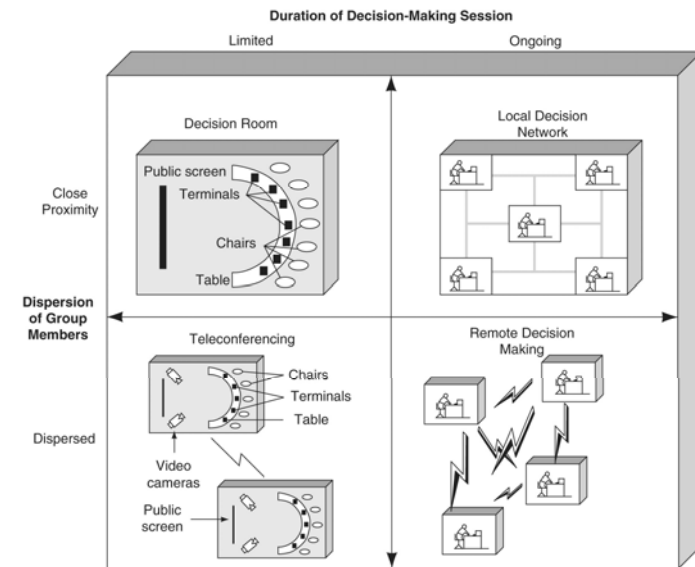 Duration of Decision-Making Session
Limited
Ongoing
Decision Room
Local Decision
Network
Public screen
Terminals
Chairs
Table
Close
Proximity
Dispersion
of Group
Members
Teleconferencing
Remote Decision
Making
Chairs
Terminals
Table
Dispersed
Video
cameras
Public
screen